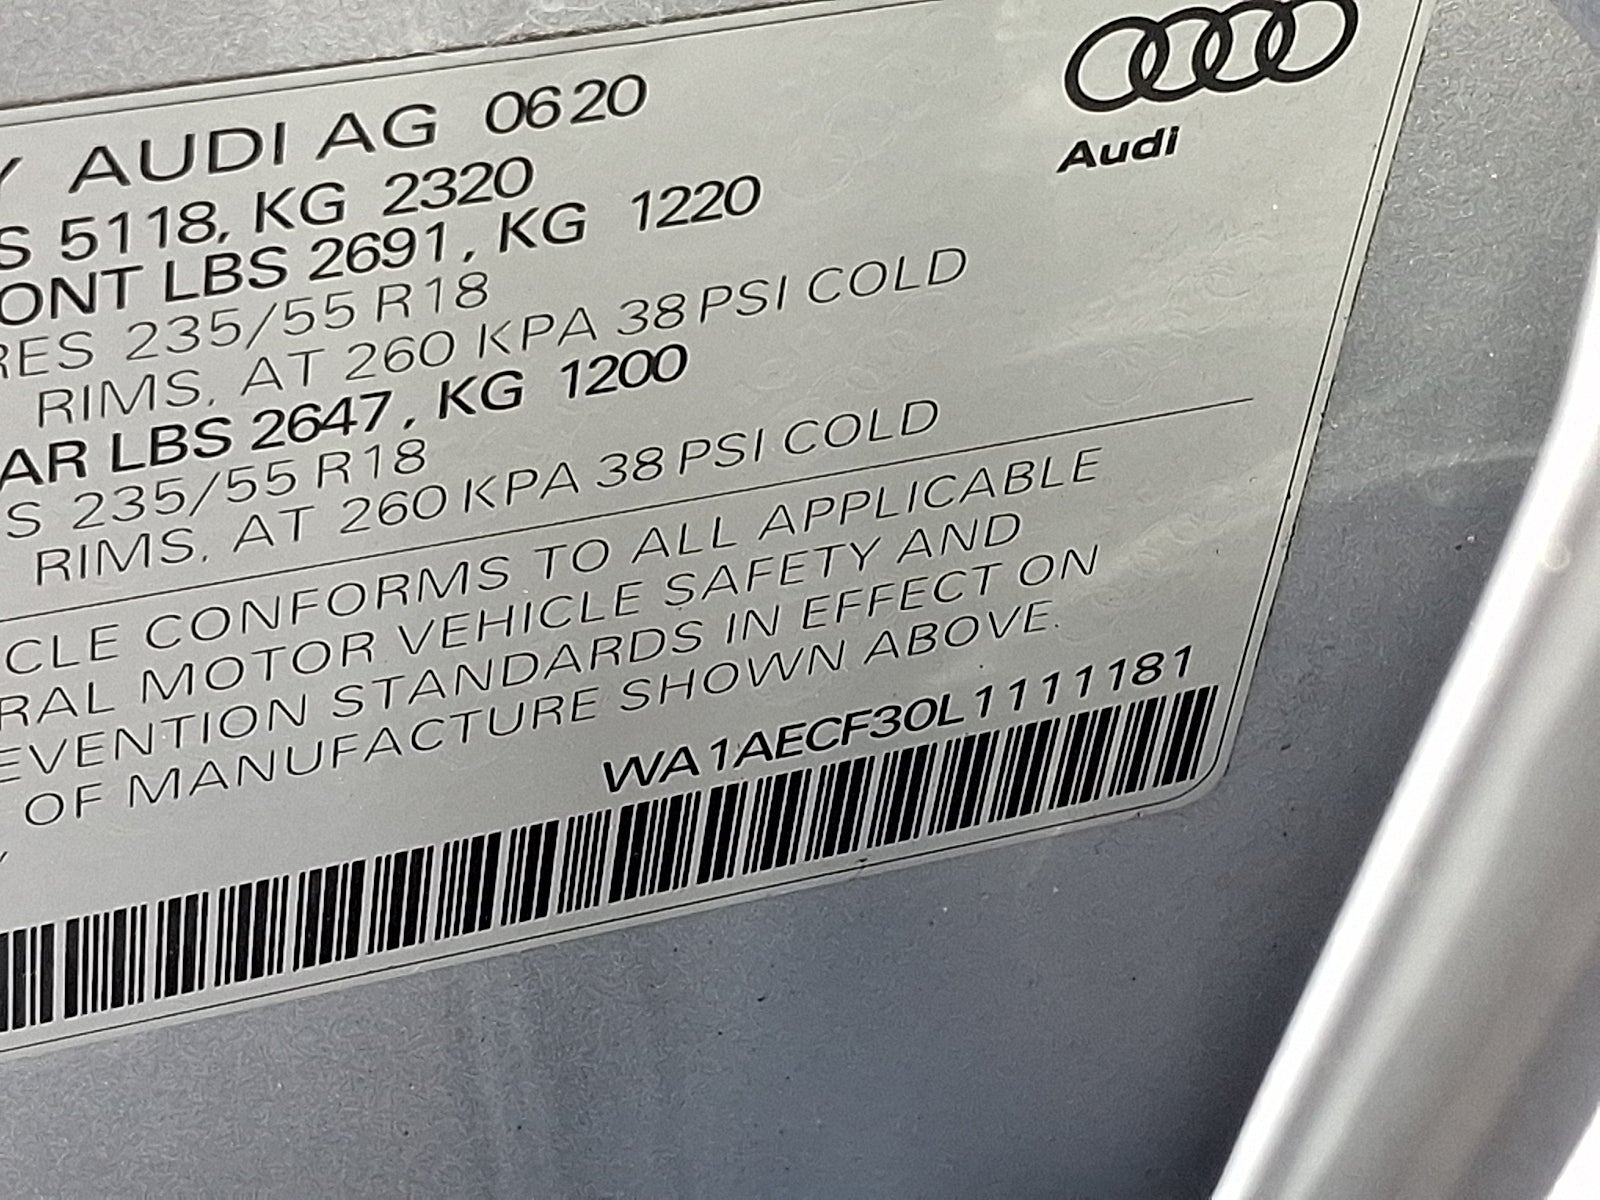 Y AUDI AG 0620
Audi
S 5118, KG 2320
ONT LBS 2691, KG 1220
RES 235/55 R18
RIMS, AT 260 KPA 38 PSI COLD
AR LBS 2647, KG 1200
S 235/55 R18
RIMS, AT 260 KPA 38 PSI COLD
CLE CONFORMS TO ALL APPLICABLE
RAL MOTOR VEHICLE SAFETY AND
EVENTION STANDARDS IN EFFECT ON
OF MANUFACTURE SHOWN ABOVE.
WA1AECF30L1111181